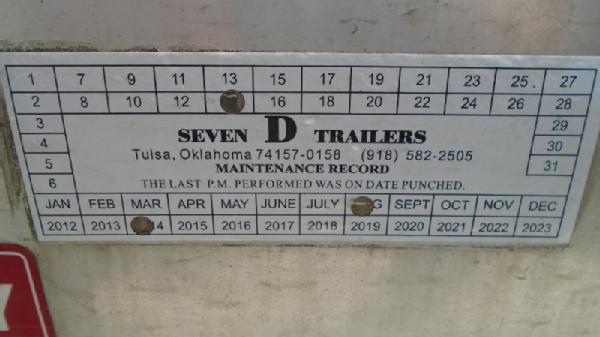 1 7 9 11 13 15 17 19 21 23 25 27
2 8 10 12 16 18 20 22 24 26 28
3 29
4 30
5 31
6
SEVEN D TRAILERS
Tulsa, Oklahoma 74157-0158 (918) 582-2505
MAINTENANCE RECORD
THE LAST P.M. PERFORMED WAS ON DATE PUNCHED.
JAN FEB MAR APR MAY JUNE JULY G SEPT OCT NOV DEC
2012 2013 4 2015 2016 2017 2018 2019 2020 2021 2022 2023